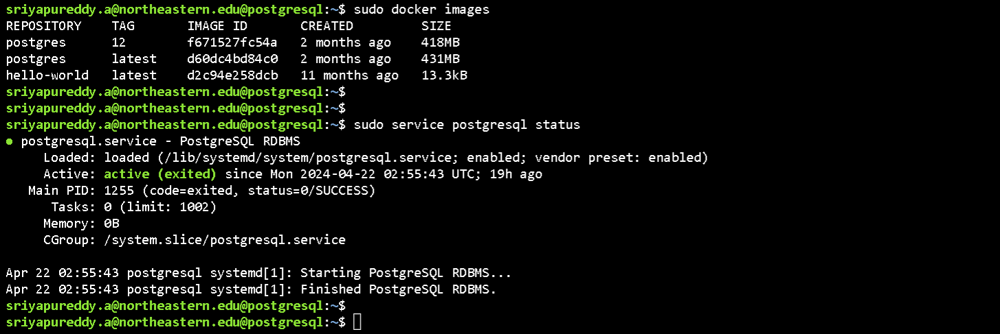 sriyapureddy.a@northeastern.edu@postgresql:~$ sudo docker images
REPOSITORY    TAG       IMAGE ID       CREATED         SIZE
postgres      12        f671527fc54a   2 months ago    418MB
postgres      latest    d60dc4bd84c0   2 months ago    431MB
hello-world   latest    d2c94e258dcb   11 months ago   13.3kB
sriyapureddy.a@northeastern.edu@postgresql:~$
sriyapureddy.a@northeastern.edu@postgresql:~$
sriyapureddy.a@northeastern.edu@postgresql:~$ sudo service postgresql status
● postgresql.service - PostgreSQL RDBMS
     Loaded: loaded (/lib/systemd/system/postgresql.service; enabled; vendor preset: enabled)
     Active: active (exited) since Mon 2024-04-22 02:55:43 UTC; 19h ago
   Main PID: 1255 (code=exited, status=0/SUCCESS)
      Tasks: 0 (limit: 1002)
     Memory: 0B
     CGroup: /system.slice/postgresql.service

Apr 22 02:55:43 postgresql systemd[1]: Starting PostgreSQL RDBMS...
Apr 22 02:55:43 postgresql systemd[1]: Finished PostgreSQL RDBMS.
sriyapureddy.a@northeastern.edu@postgresql:~$
sriyapureddy.a@northeastern.edu@postgresql:~$